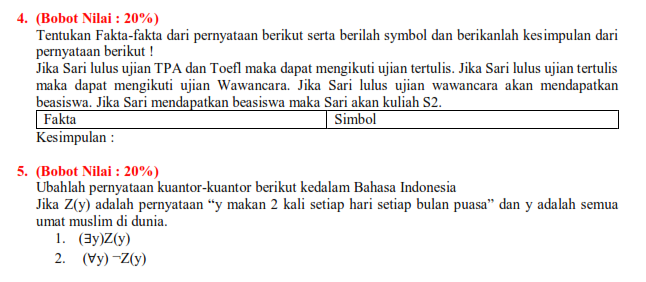 4. (Bobot Nilai : 20%)
Tentukan Fakta-fakta dari pernyataan berikut serta berilah symbol dan berikanlah kesimpulan dari
pernyataan berikut !
Jika Sari lulus ujian TPA dan Toefl maka dapat mengikuti ujian tertulis. Jika Sari lulus ujian tertulis
maka dapat mengikuti ujian Wawancara. Jika Sari lulus ujian wawancara akan mendapatkan
beasiswa. Jika Sari mendapatkan beasiswa maka Sari akan kuliah S2.
Fakta Simbol
Kesimpulan :
5. (Bobot Nilai : 20%)
Ubahlah pernyataan kuantor-kuantor berikut kedalam Bahasa Indonesia
Jika Z(y) adalah pernyataan “y makan 2 kali setiap hari setiap bulan puasa” dan y adalah semua
umat muslim di dunia.
1. (∃y)Z(y)
2. (∀y) ¬Z(y)